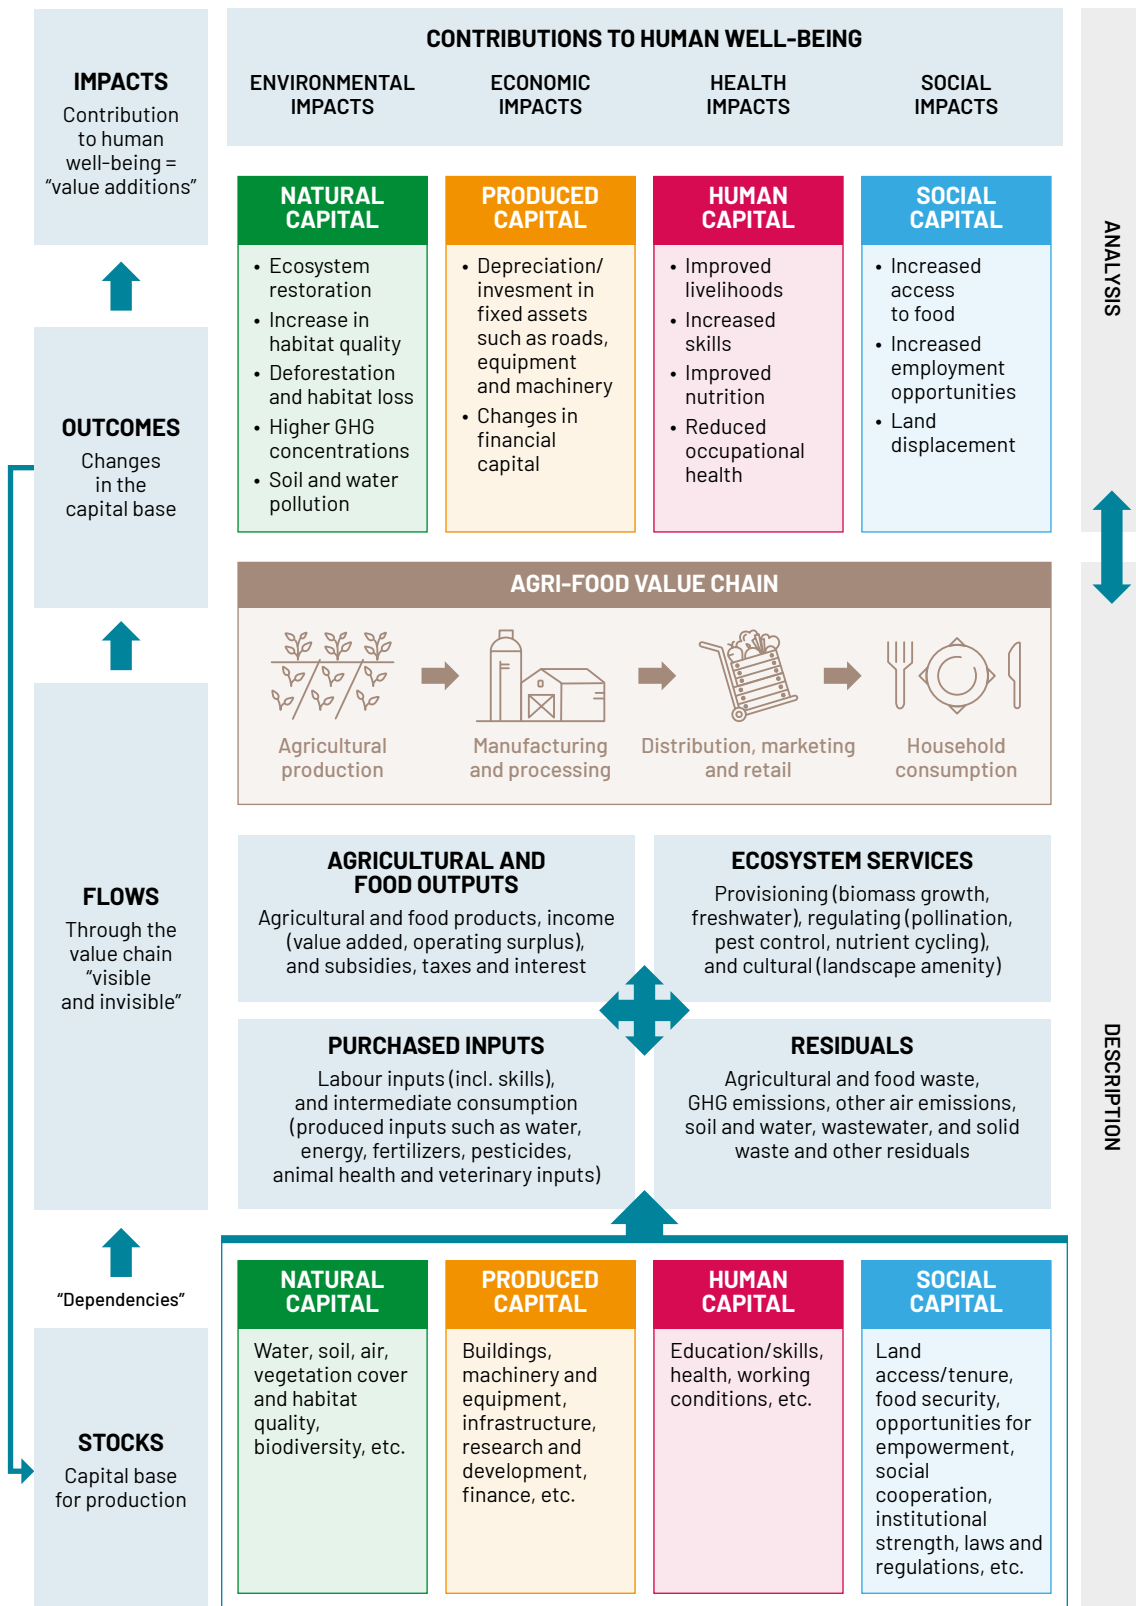 IMPACTS
Contribution
to human
well-being =
“value additions”
CONTRIBUTIONS TO HUMAN WELL-BEING
ENVIRONMENTAL
IMPACTS
ECONOMIC
IMPACTS
HEALTH
IMPACTS
SOCIAL
IMPACTS
ANALYSIS
OUTCOMES
Changes
in the
capital base
NATURAL
CAPITAL
• Ecosystem
restoration
• Increase in
habitat quality
• Deforestation
and habitat loss
• Higher GHG
concentrations
• Soil and water
pollution
PRODUCED
CAPITAL
• Depreciation/
invesment in
fixed assets
such as roads,
equipment
and machinery
• Changes in
financial
capital
HUMAN
CAPITAL
• Improved
livelihoods
• Increased
skills
• Improved
nutrition
• Reduced
occupational
health
SOCIAL
CAPITAL
• Increased
access
to food
• Increased
employment
opportunities
• Land
displacement
AGRI-FOOD VALUE CHAIN
Agricultural
production
Manufacturing
and processing
Distribution, marketing
and retail
Household
consumption
FLOWS
Through the
value chain
“visible
and invisible”
AGRICULTURAL AND
FOOD OUTPUTS
Agricultural and food products, income
(value added, operating surplus),
and subsidies, taxes and interest
ECOSYSTEM SERVICES
Provisioning (biomass growth,
freshwater), regulating (pollination,
pest control, nutrient cycling),
and cultural (landscape amenity)
PURCHASED INPUTS
Labour inputs (incl. skills),
and intermediate consumption
(produced inputs such as water,
energy, fertilizers, pesticides,
animal health and veterinary inputs)
RESIDUALS
Agricultural and food waste,
GHG emissions, other air emissions,
soil and water, wastewater, and solid
waste and other residuals
DESCRIPTION
“Dependencies”
STOCKS
Capital base
for production
NATURAL
CAPITAL
Water, soil, air,
vegetation cover
and habitat
quality,
biodiversity, etc.
PRODUCED
CAPITAL
Buildings,
machinery and
equipment,
infrastructure,
research and
development,
finance, etc.
HUMAN
CAPITAL
Education/skills,
health, working
conditions, etc.
SOCIAL
CAPITAL
Land
access/tenure,
food security,
opportunities for
empowerment,
social
cooperation,
institutional
strength, laws and
regulations, etc.